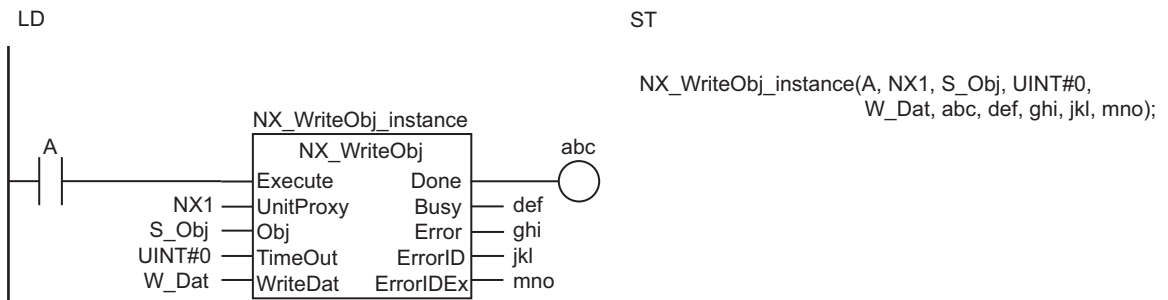 LD
ST
NX_WriteObj_instance(A, NX1, S_Obj, UINT#0,
W_Dat, abc, def, ghi, jkl, mno);
NX_WriteObj_instance
A
NX_WriteObj
abc
Execute Done
NX1 UnitProxy Busy def
S_Obj Obj Error ghi
UINT#0 TimeOut ErrorID jkl
W_Dat WriteDat ErrorIDEx mno